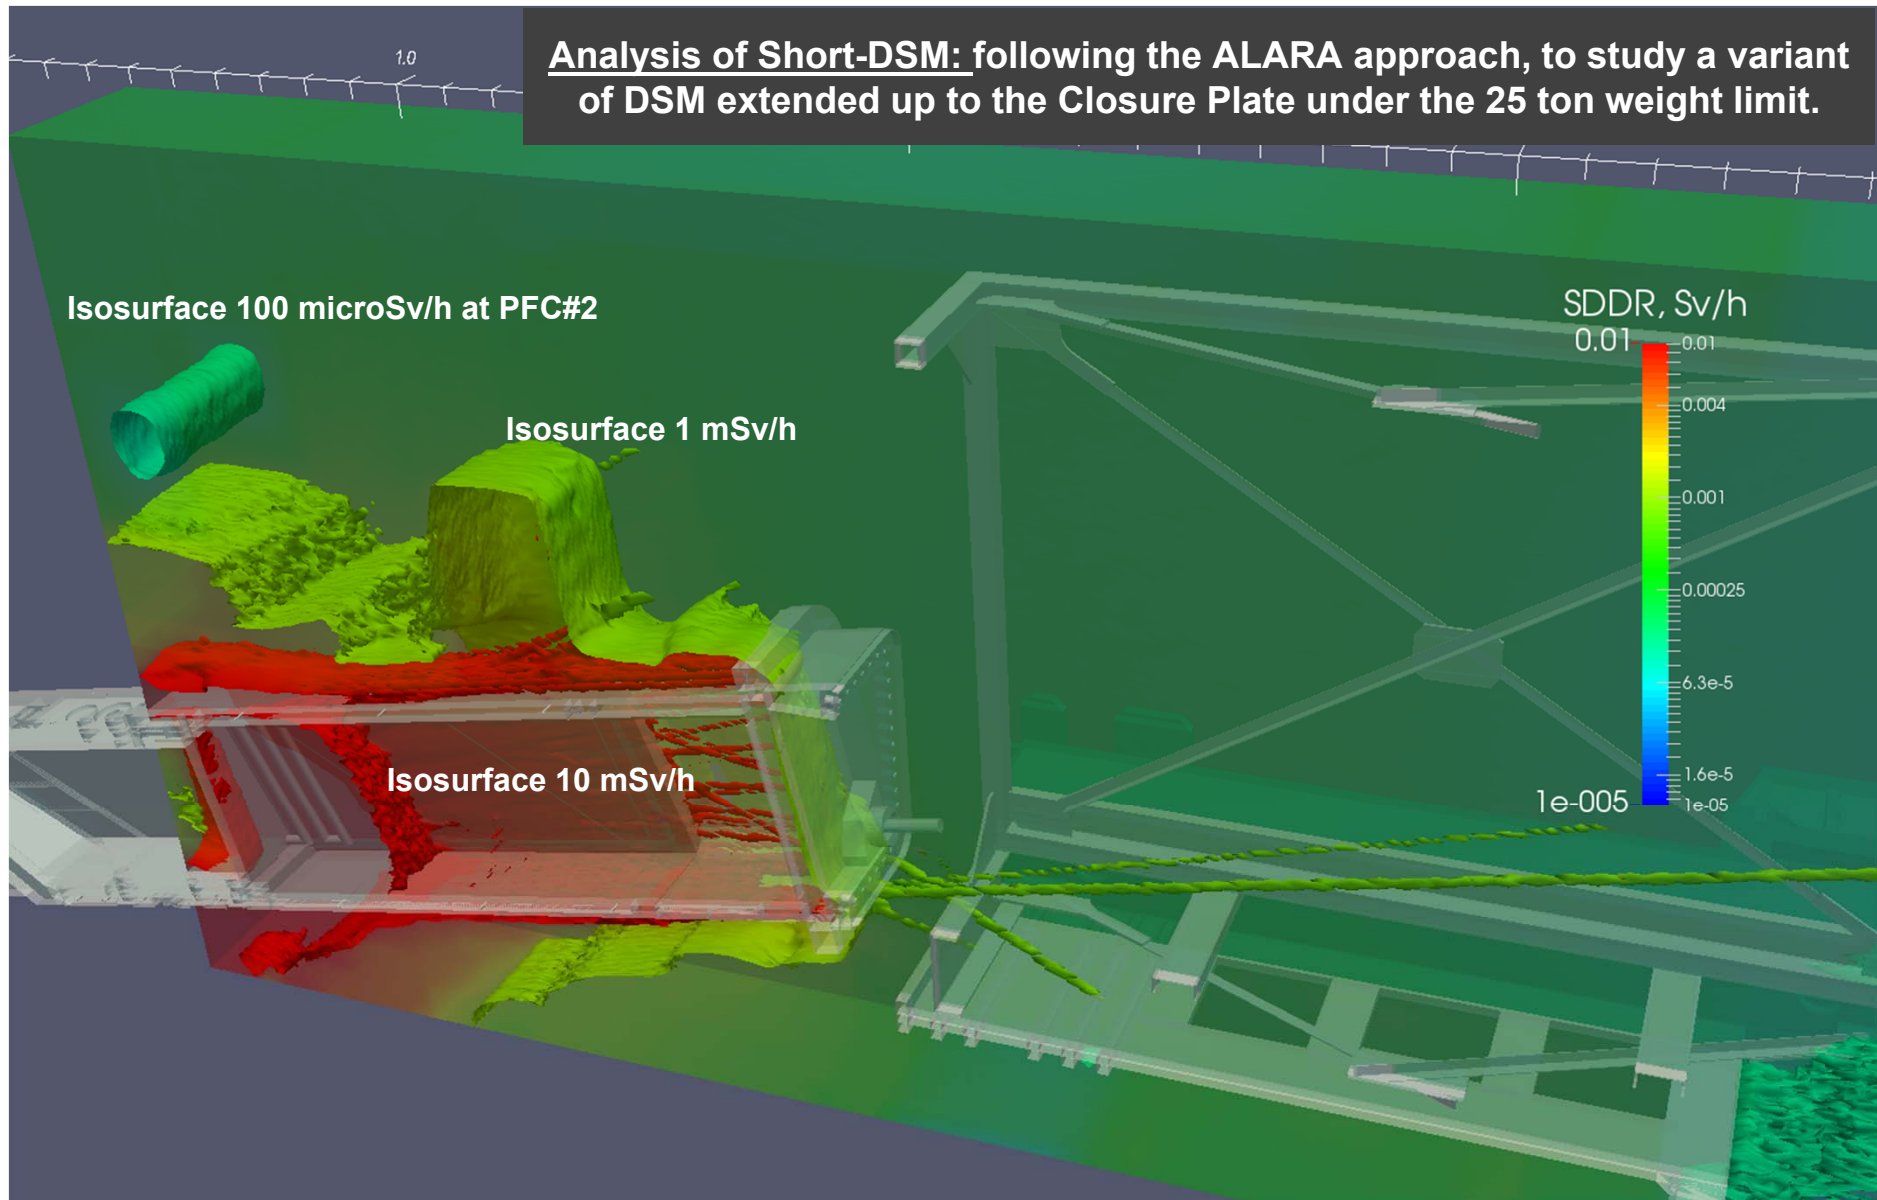 1.0
Analysis of Short-DSM: following the ALARA approach, to study a variant
of DSM extended up to the Closure Plate under the 25 ton weight limit.
Isosurface 100 microSv/h at PFC#2
SDDR, Sv/h
0.01
0.01
0.004
Isosurface 1 mSv/h
0.001
0.00025
6.3e-5
Isosurface 10 mSv/h
1.6e-5
1e-005
1e-05